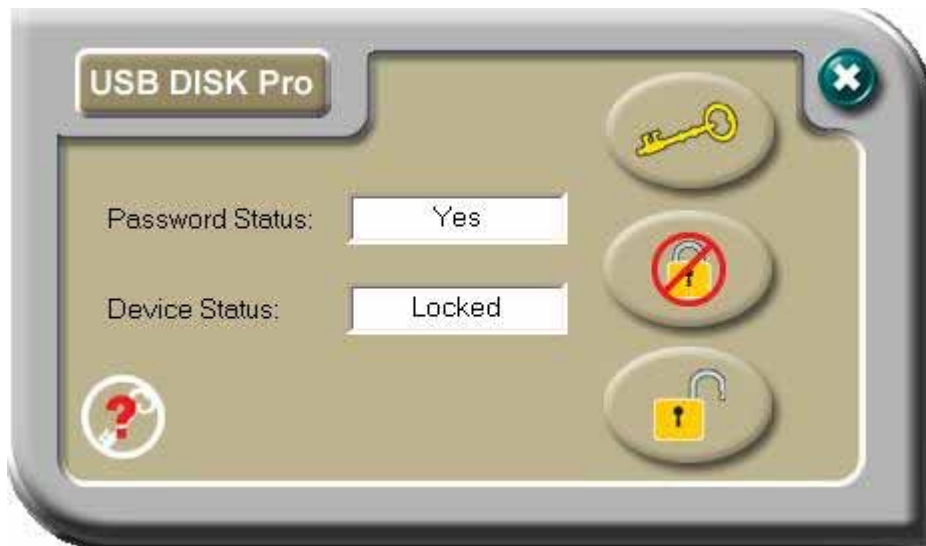 USB DISK Pro
Password Status: Yes
Device Status: Locked
?